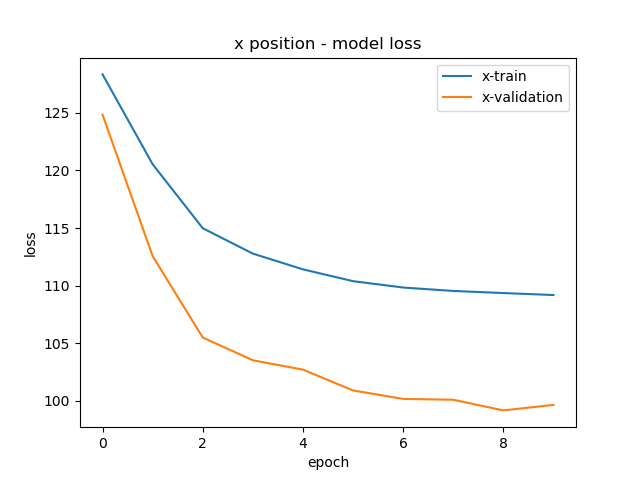 x position - model loss
x-train
x-validation
loss
125
120
115
110
105
100
0 2 4 6 8
epoch